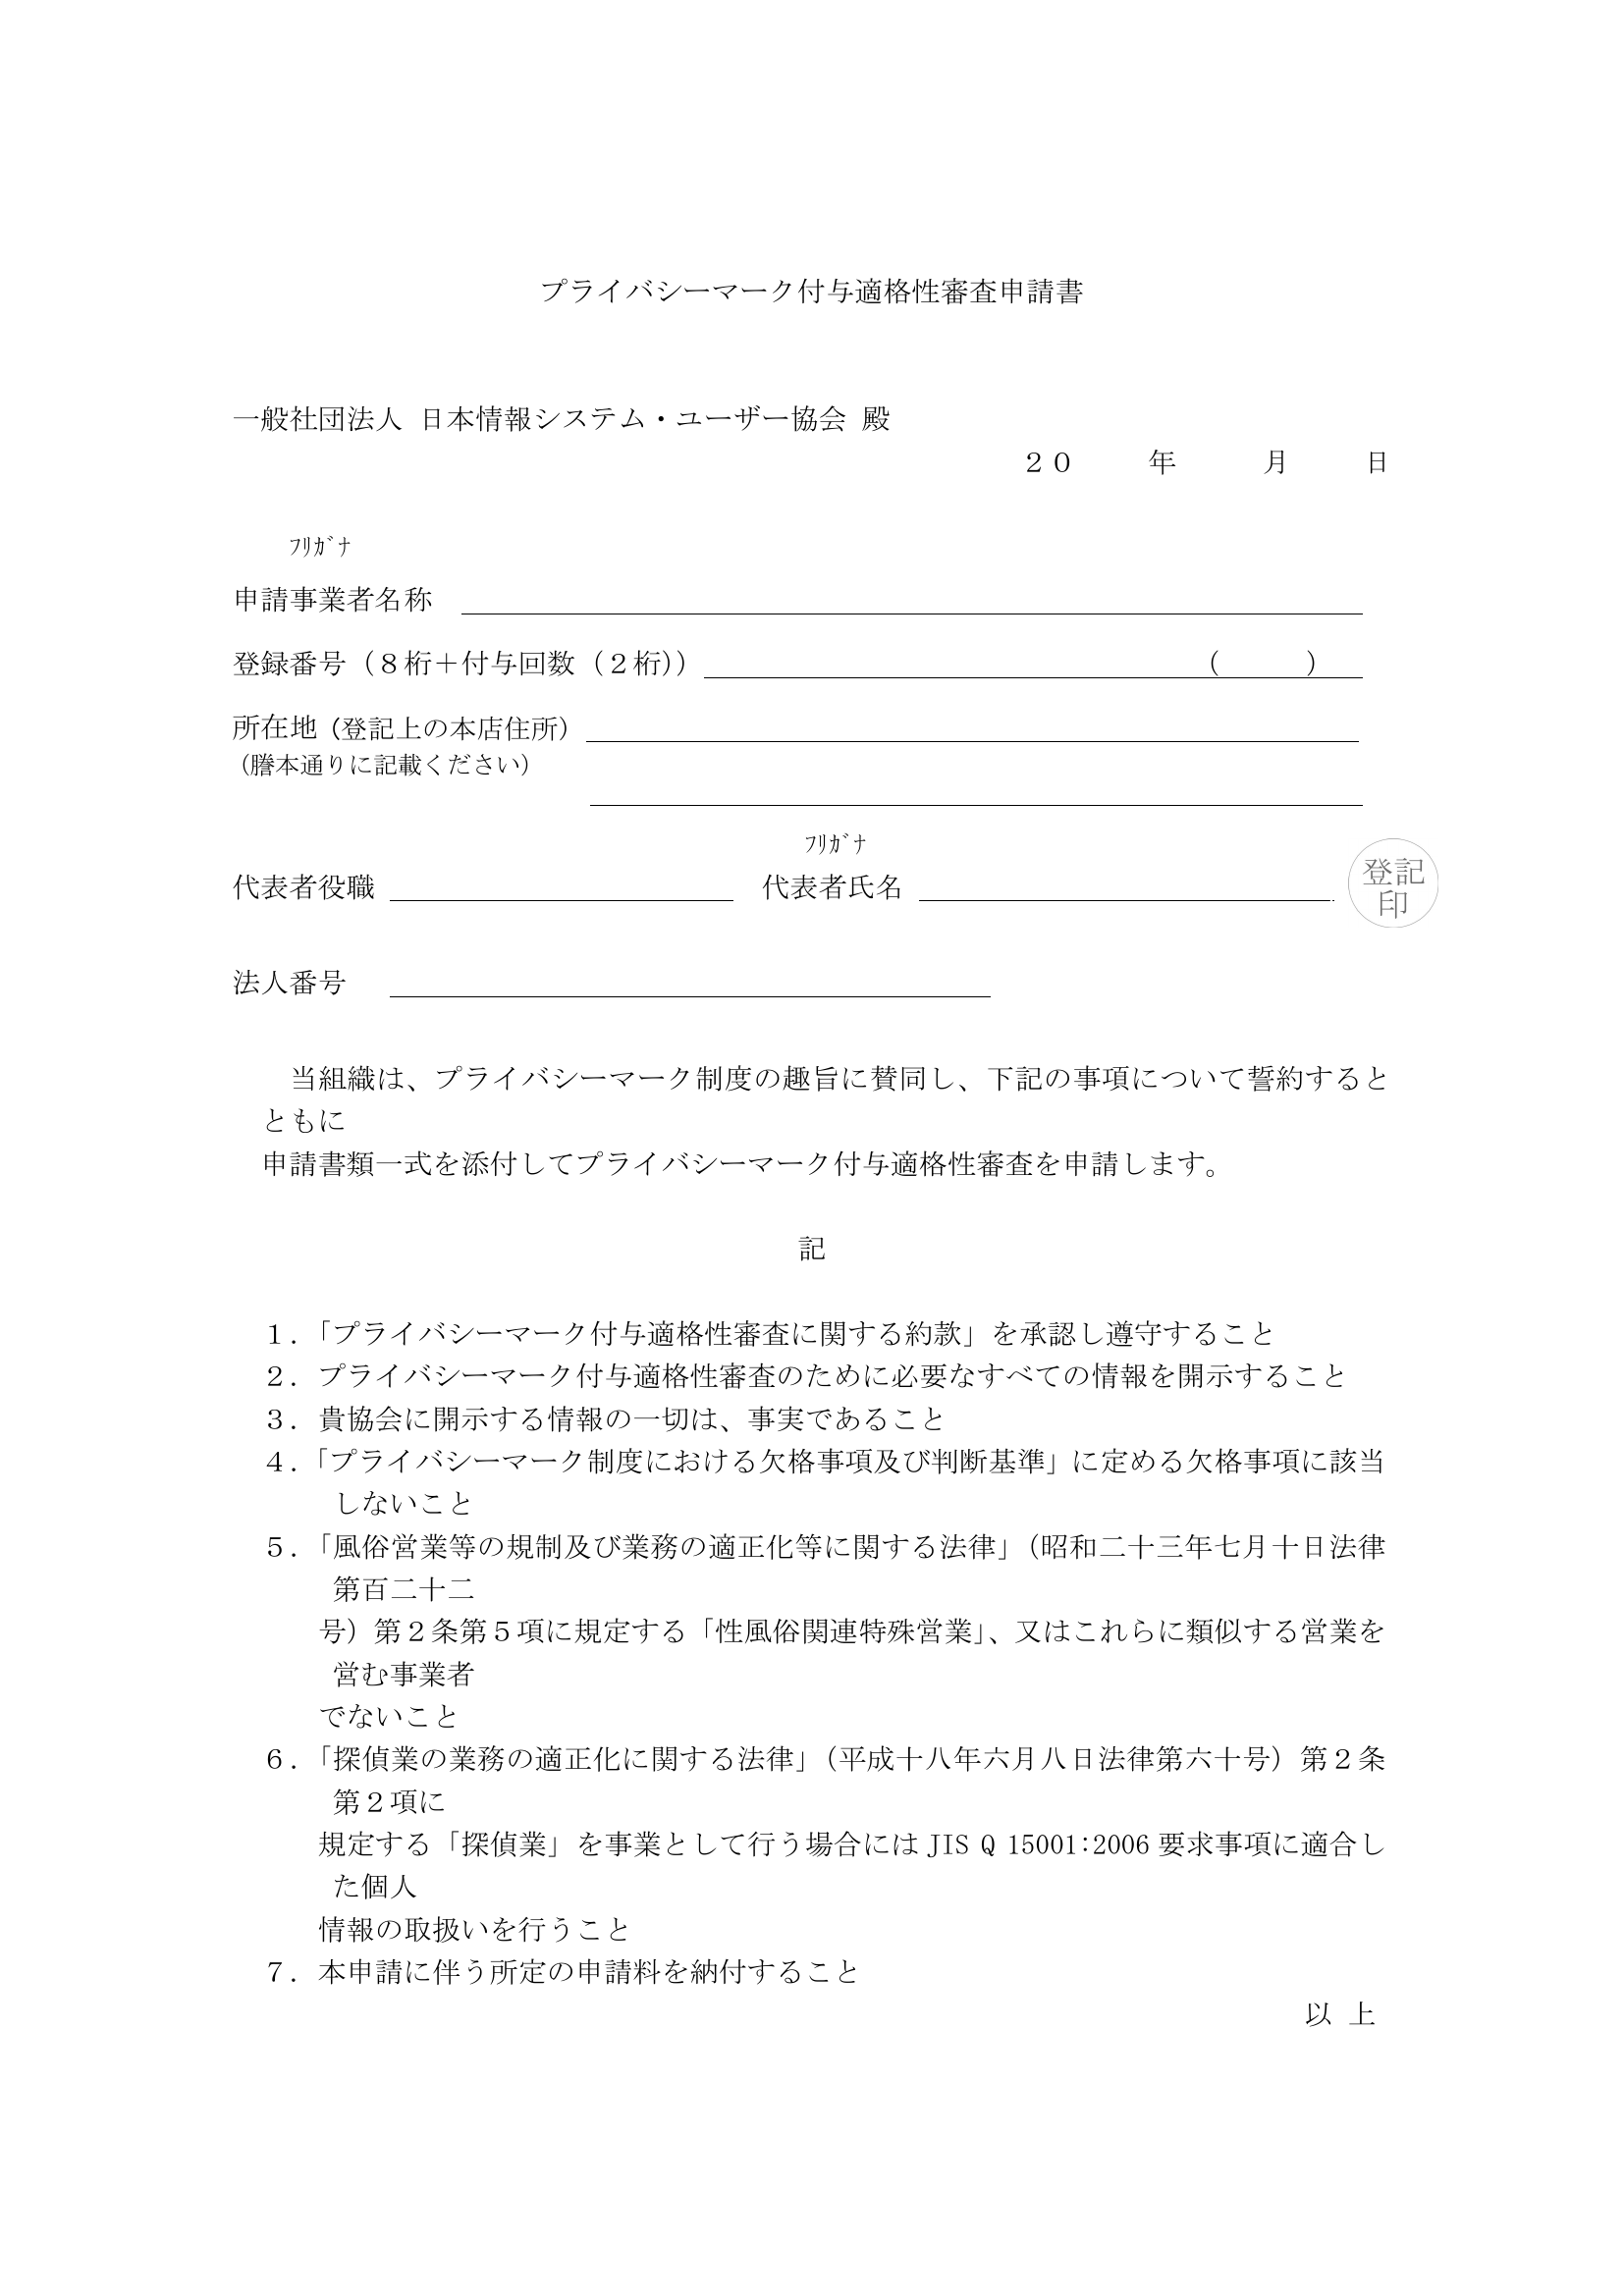 プライバシーマーク付与適格性審査申請書
一般社団法人 日本情報システム・ユーザー協会 殿
２０　　年　　月　　日
ﾌﾘｶﾞﾅ
申請事業者名称
登録番号（８桁＋付与回数（２桁））　　（　　）
所在地（登記上の本店住所）
（謄本通りに記載ください）
ﾌﾘｶﾞﾅ
代表者役職　　代表者氏名　　登記
印
法人番号
当組織は、プライバシーマーク制度の趣旨に賛同し、下記の事項について誓約すると
ともに
申請書類一式を添付してプライバシーマーク付与適格性審査を申請します。
記
１．「プライバシーマーク付与適格性審査に関する約款」を承認し遵守すること
２．プライバシーマーク付与適格性審査のために必要なすべての情報を開示すること
３．貴協会に開示する情報の一切は、事実であること
４．「プライバシーマーク制度における欠格事項及び判断基準」に定める欠格事項に該当
しないこと
５．「風俗営業等の規制及び業務の適正化等に関する法律」（昭和二十三年七月十日法律
第百二十二
号）第２条第５項に規定する「性風俗関連特殊営業」、又はこれらに類似する営業を
営む事業者
でないこと
６．「探偵業の業務の適正化に関する法律」（平成十八年六月八日法律第六十号）第２条
第２項に
規定する「探偵業」を事業として行う場合には JIS Q 15001:2006 要求事項に適合し
た個人
情報の取扱いを行うこと
７．本申請に伴う所定の申請料を納付すること
以 上